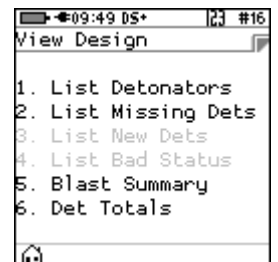 09:49 DS+ 123 #16
View Design
1. List Detonators
2. List Missing Dets
3. List New Dets
4. List Bad Status
5. Blast Summary
6. Det Totals